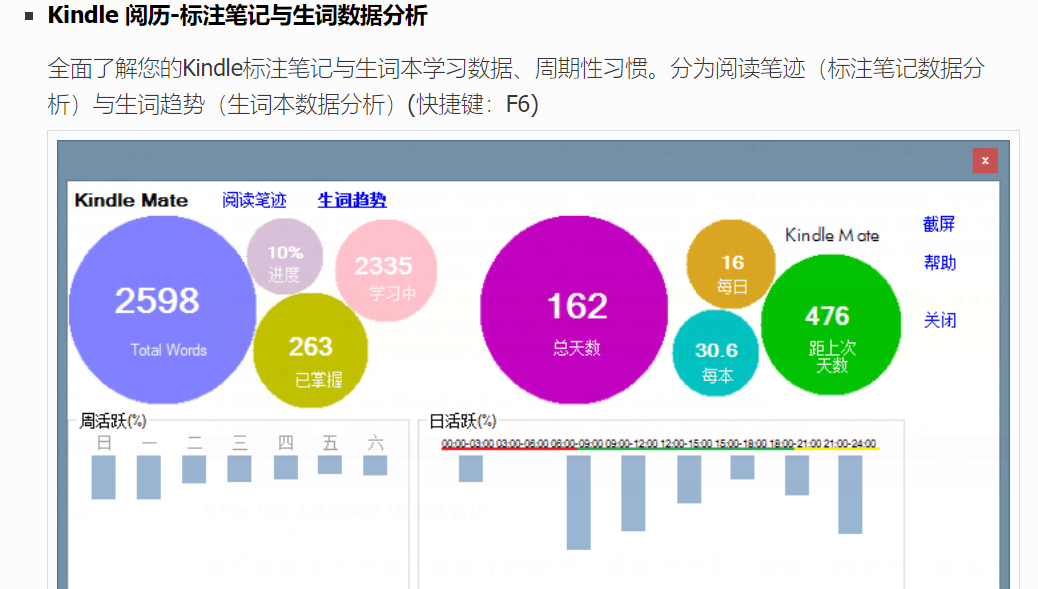 Kindle 阅历-标注笔记与生词数据分析
全面了解您的Kindle标注笔记与生词本学习数据、周期性习惯。分为阅读笔迹（标注笔记数据分
析）与生词趋势（生词本数据分析）(快捷键：F6)
x
Kindle Mate 阅读笔迹 生词趋势
Kindle Mate
截屏
帮助
关闭
2598
Total Words
10%
进度
2335
学习中
263
已掌握
162
总天数
16
每日
30.6
每本
476
距上次
天数
周活跃(%)
日 一 二 三 四 五 六
日活跃(%)
00:00-03:00 03:00-06:00 06:00-09:00 09:00-12:00 12:00-15:00 15:00-18:00 18:00-21:00 21:00-24:00